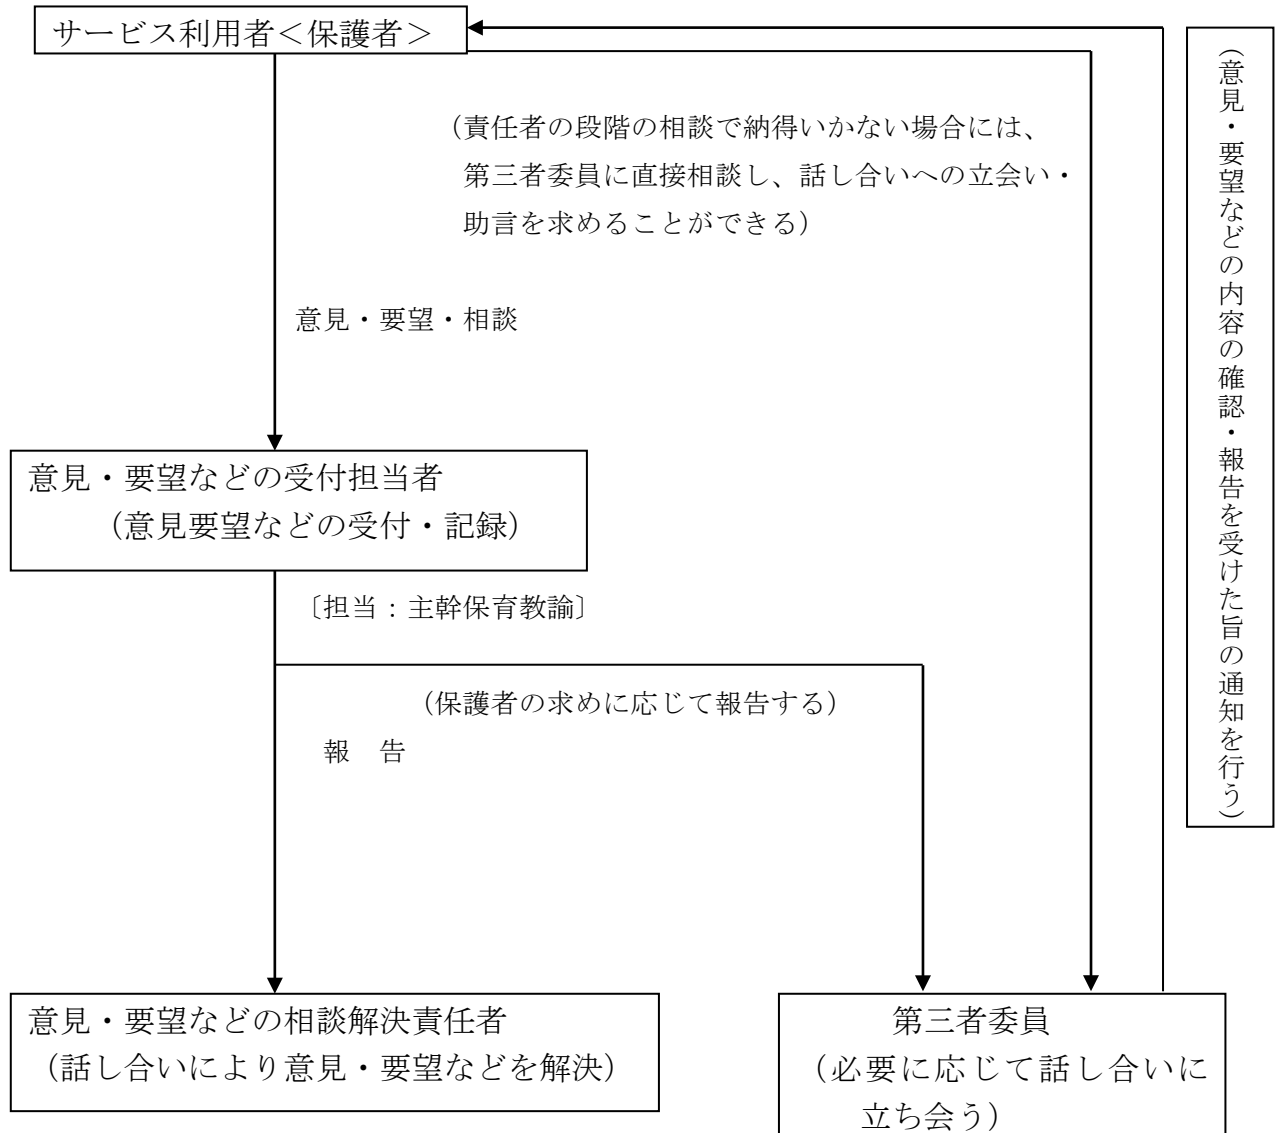 サービス利用者＜保護者＞
（責任者の段階の相談で納得いかない場合には、
第三者委員に直接相談し、話し合いへの立会い・
助言を求めることができる）
意見・要望・相談
（意見・要望などの内容の確認・報告を受けた旨の通知を行う）
意見・要望などの受付担当者
（意見要望などの受付・記録）
〔担当：主幹保育教諭〕
（保護者の求めに応じて報告する）
報　告
意見・要望などの相談解決責任者
（話し合いにより意見・要望などを解決）
第三者委員
（必要に応じて話し合いに
立ち会う）